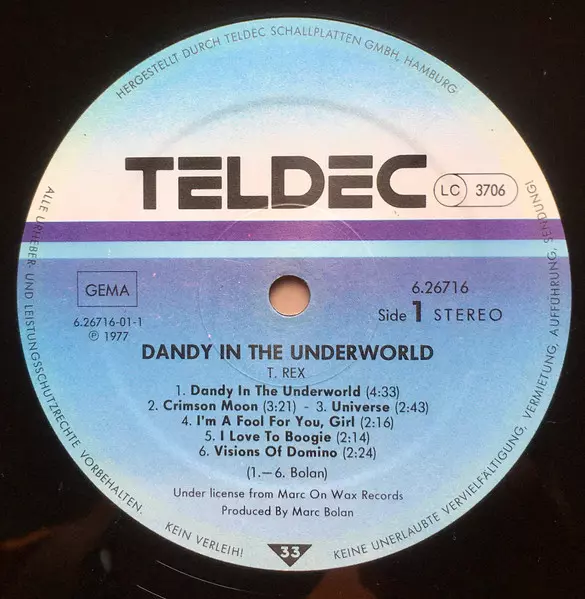 HERGESTELLT DURCH TELDEC SCHALLPLATTEN GMBH, HAMBURG
TELDEC
LC 3706
GEMA
6.26716-01-1
℗ 1977
6.26716
Side 1 STEREO
DANDY IN THE UNDERWORLD
T. REX
1. Dandy In The Underworld (4:33)
2. Crimson Moon (3:21) - 3. Universe (2:43)
4. I'm A Fool For You, Girl (2:16)
5. I Love To Boogie (2:14)
6. Visions Of Domino (2:24)
(1.—6. Bolan)
Under license from Marc On Wax Records
Produced By Marc Bolan
33
ALLE URHEBER- UND LEISTUNGSSCHUTZRECHTE VORBEHALTEN. KEIN VERLEIH! KEINE UNERLAUBTE VERVIELFÄLTIGUNG, VERMIETUNG, AUFFÜHRUNG, SENDUNG!